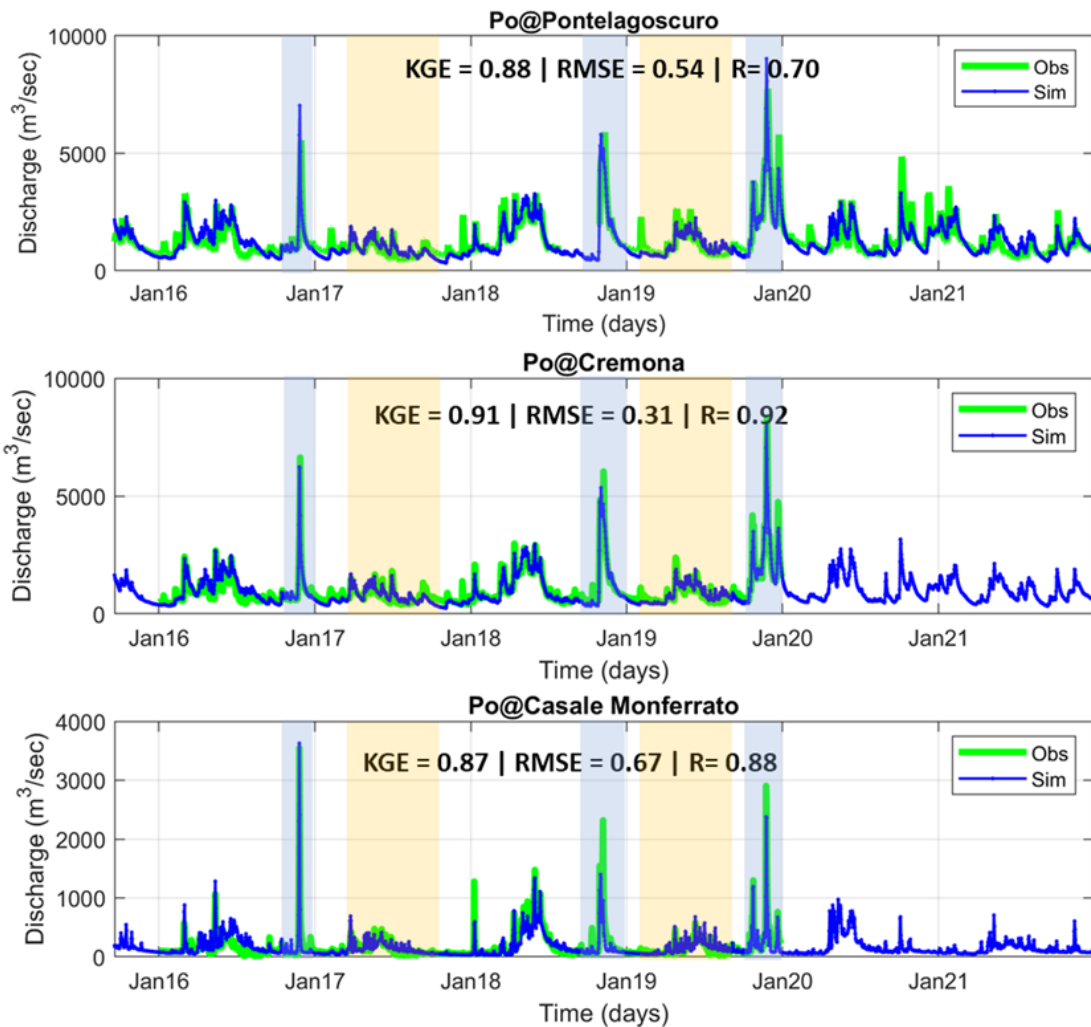 Po@Pontelagoscuro
10000
5000
0
Discharge (m³/sec)
KGE = 0.88 | RMSE = 0.54 | R= 0.70
Obs
Sim
Jan16 Jan17 Jan18 Jan19 Jan20 Jan21
Time (days)
Po@Cremona
10000
5000
0
Discharge (m³/sec)
KGE = 0.91 | RMSE = 0.31 | R= 0.92
Obs
Sim
Jan16 Jan17 Jan18 Jan19 Jan20 Jan21
Time (days)
Po@Casale Monferrato
4000
3000
2000
1000
0
Discharge (m³/sec)
KGE = 0.87 | RMSE = 0.67 | R= 0.88
Obs
Sim
Jan16 Jan17 Jan18 Jan19 Jan20 Jan21
Time (days)